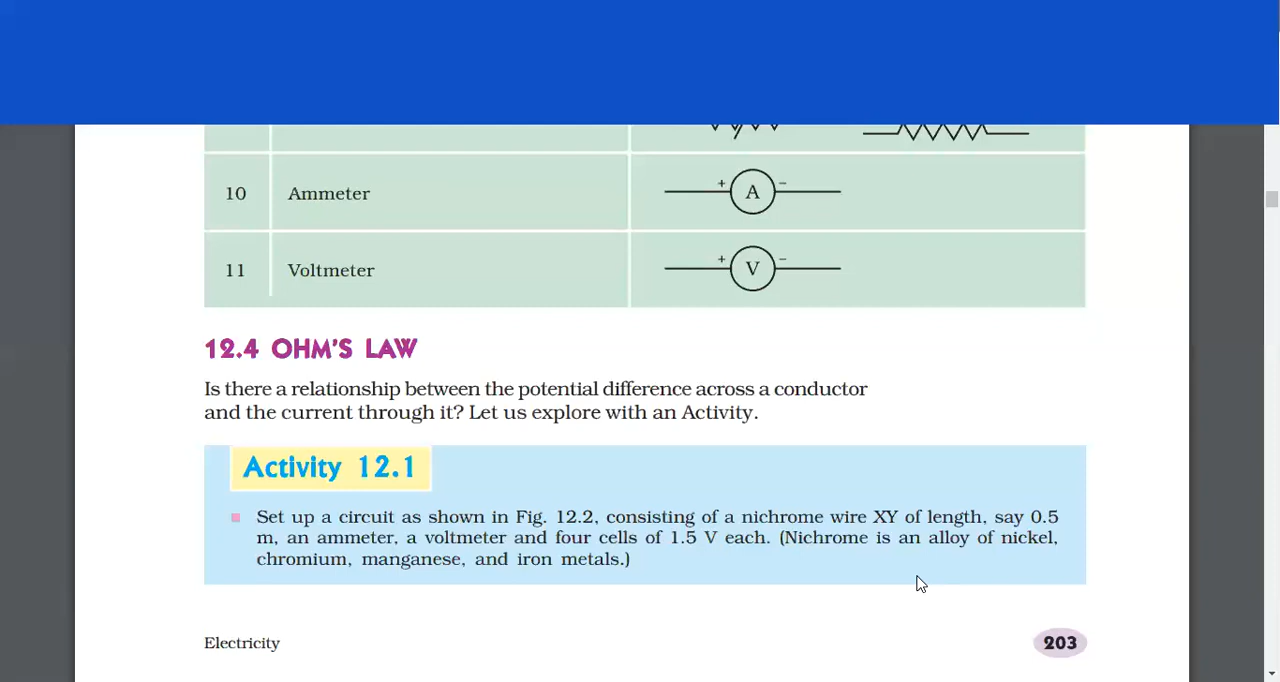 10 Ammeter + A −
11 Voltmeter + V −
12.4 OHM'S LAW
Is there a relationship between the potential difference across a conductor
and the current through it? Let us explore with an Activity.
Activity 12.1
Set up a circuit as shown in Fig. 12.2, consisting of a nichrome wire XY of length, say 0.5
m, an ammeter, a voltmeter and four cells of 1.5 V each. (Nichrome is an alloy of nickel,
chromium, manganese, and iron metals.)
Electricity 203